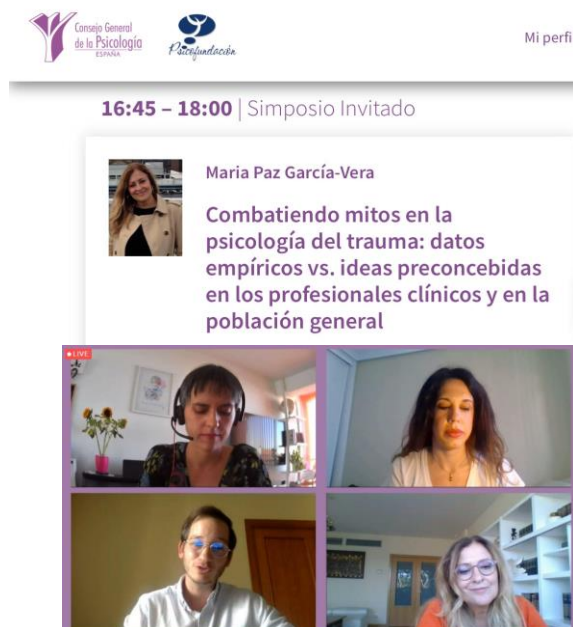 Consejo General
de la Psicología
ESPAÑA
Psicofundación
Mi perfi
16:45 – 18:00 | Simposio Invitado
Maria Paz García-Vera
Combatiendo mitos en la
psicología del trauma: datos
empíricos vs. ideas preconcebidas
en los profesionales clínicos y en la
población general
LIVE